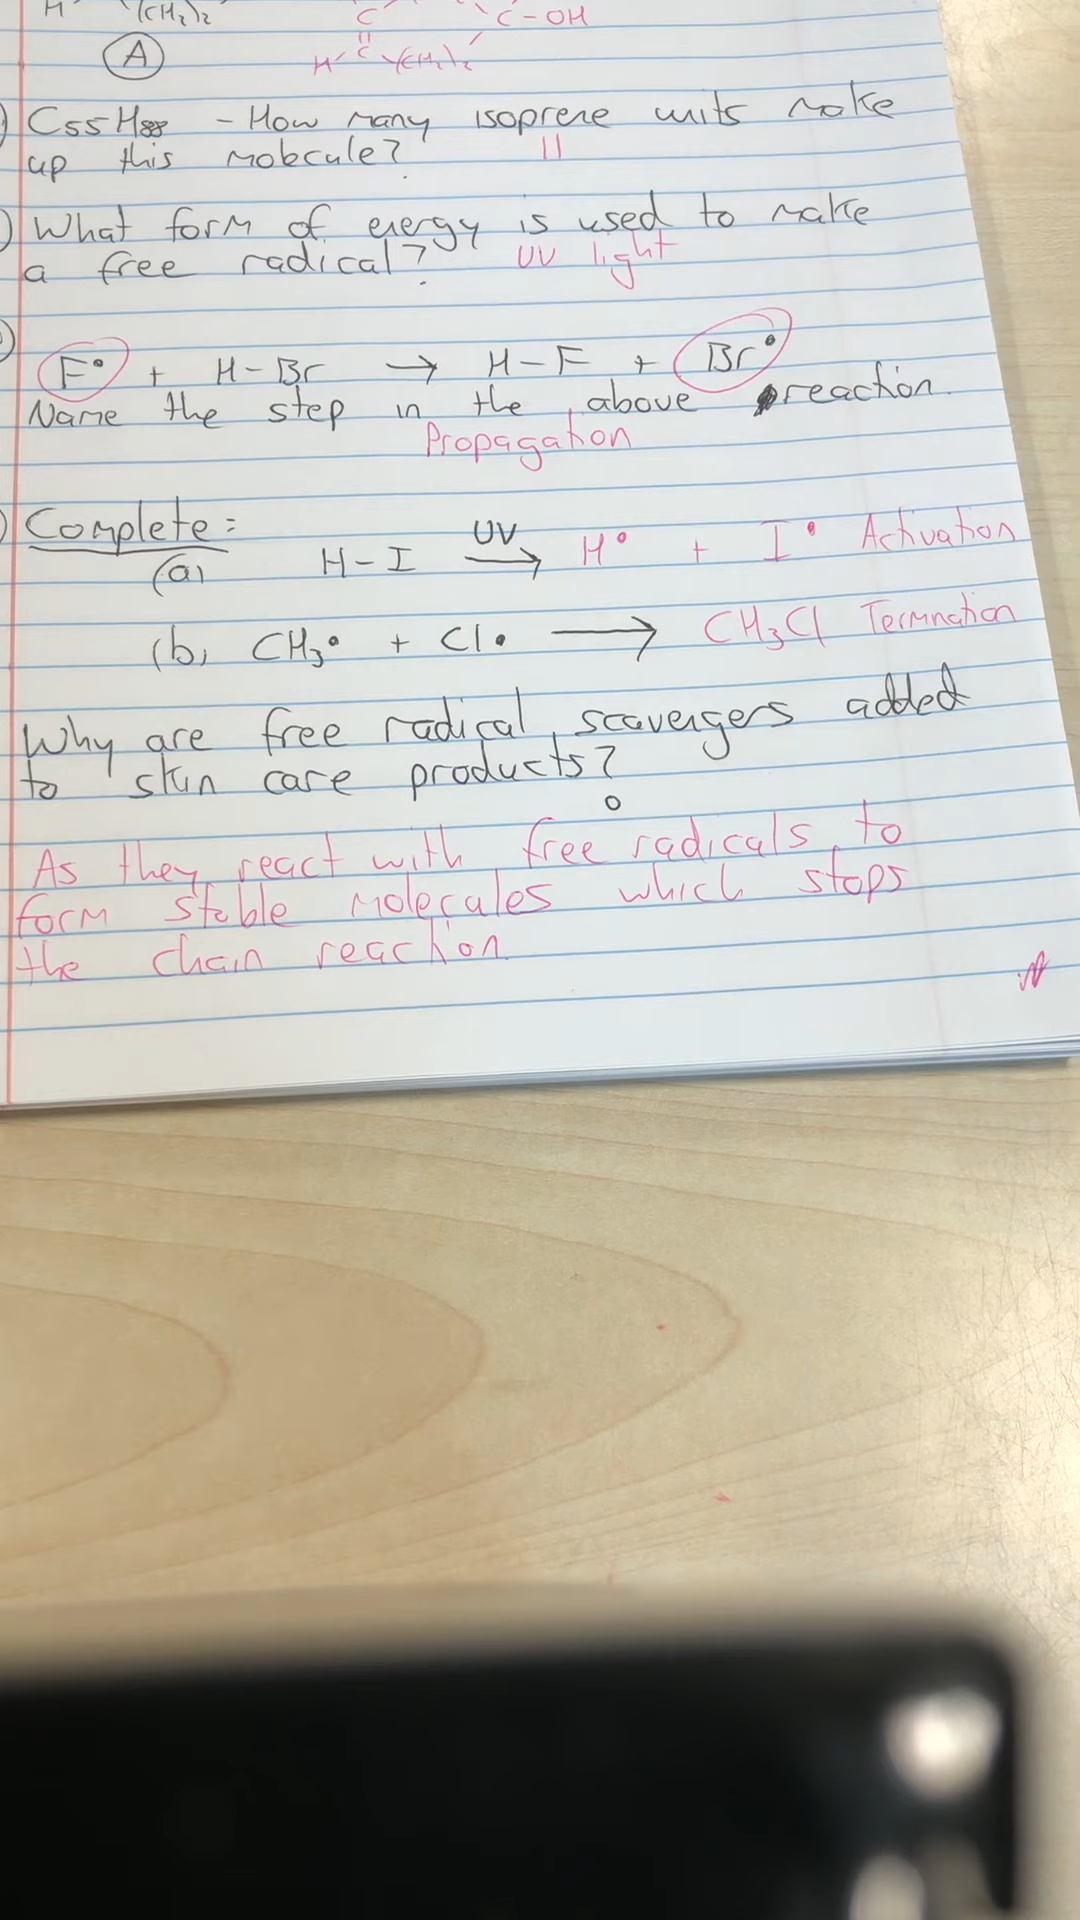 H (CH₂)₂ C C-OH
A H C (CH₂)₂
C55H88 - How many isoprene units make
up this molecule? 11
What form of energy is used to make
a free radical? UV light
F• + H-Br → H-F + Br•
Name the step in the above reaction.
Propagation
Complete:
(a) H-I UV→ H• + I• Activation
(b) CH₃• + Cl• → CH₃Cl Termination
Why are free radical scavengers added
to skin care products?
As they react with free radicals to
form stable molecules which stops
the chain reaction